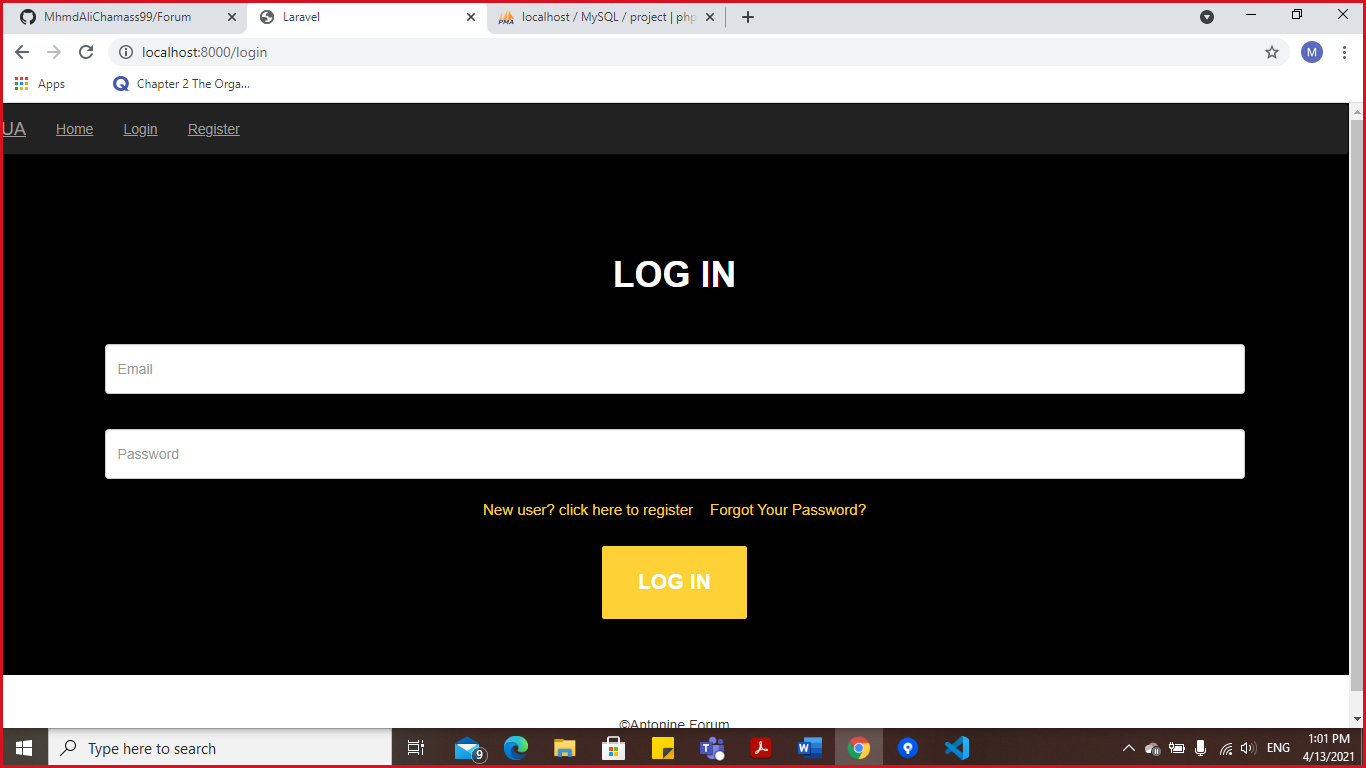 MhmdAliChamass99/Forum
Laravel
localhost / MySQL / project | php
localhost:8000/login
M
Apps
Chapter 2 The Orga...
UA Home Login Register
LOG IN
Email
Password
New user? click here to register Forgot Your Password?
LOG IN
©Antonine Forum
Type here to search
9
ENG
1:01 PM
4/13/2021